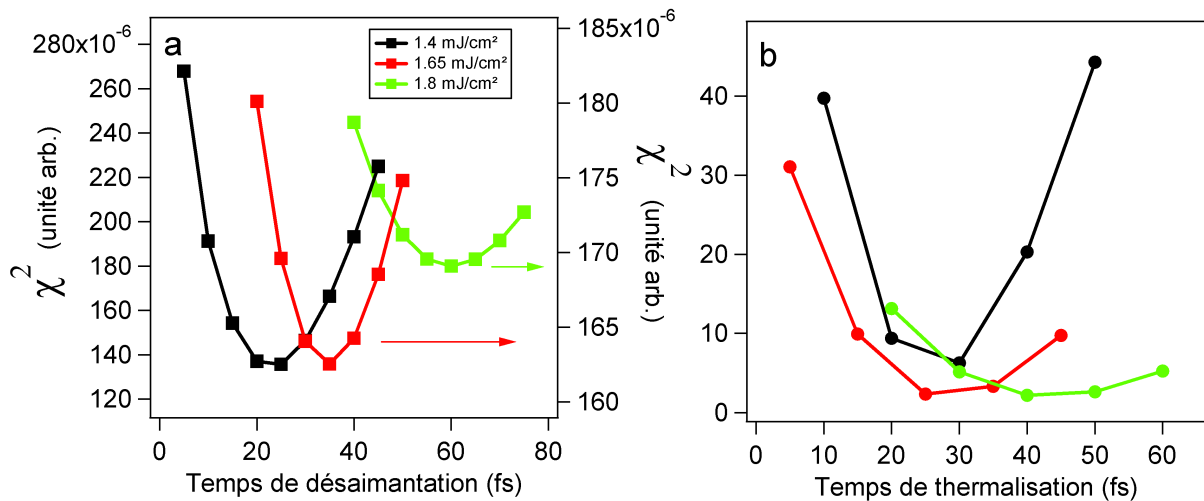 a
280x10⁻⁶
260
240
220
200
180
160
140
120
χ² (unité arb.)
0
20
40
60
80
Temps de désaimantation (fs)
1.4 mJ/cm²
1.65 mJ/cm²
1.8 mJ/cm²
185x10⁻⁶
180
175
170
165
160
χ² (unité arb.)
b
40
30
20
10
0
0
10
20
30
40
50
60
Temps de thermalisation (fs)